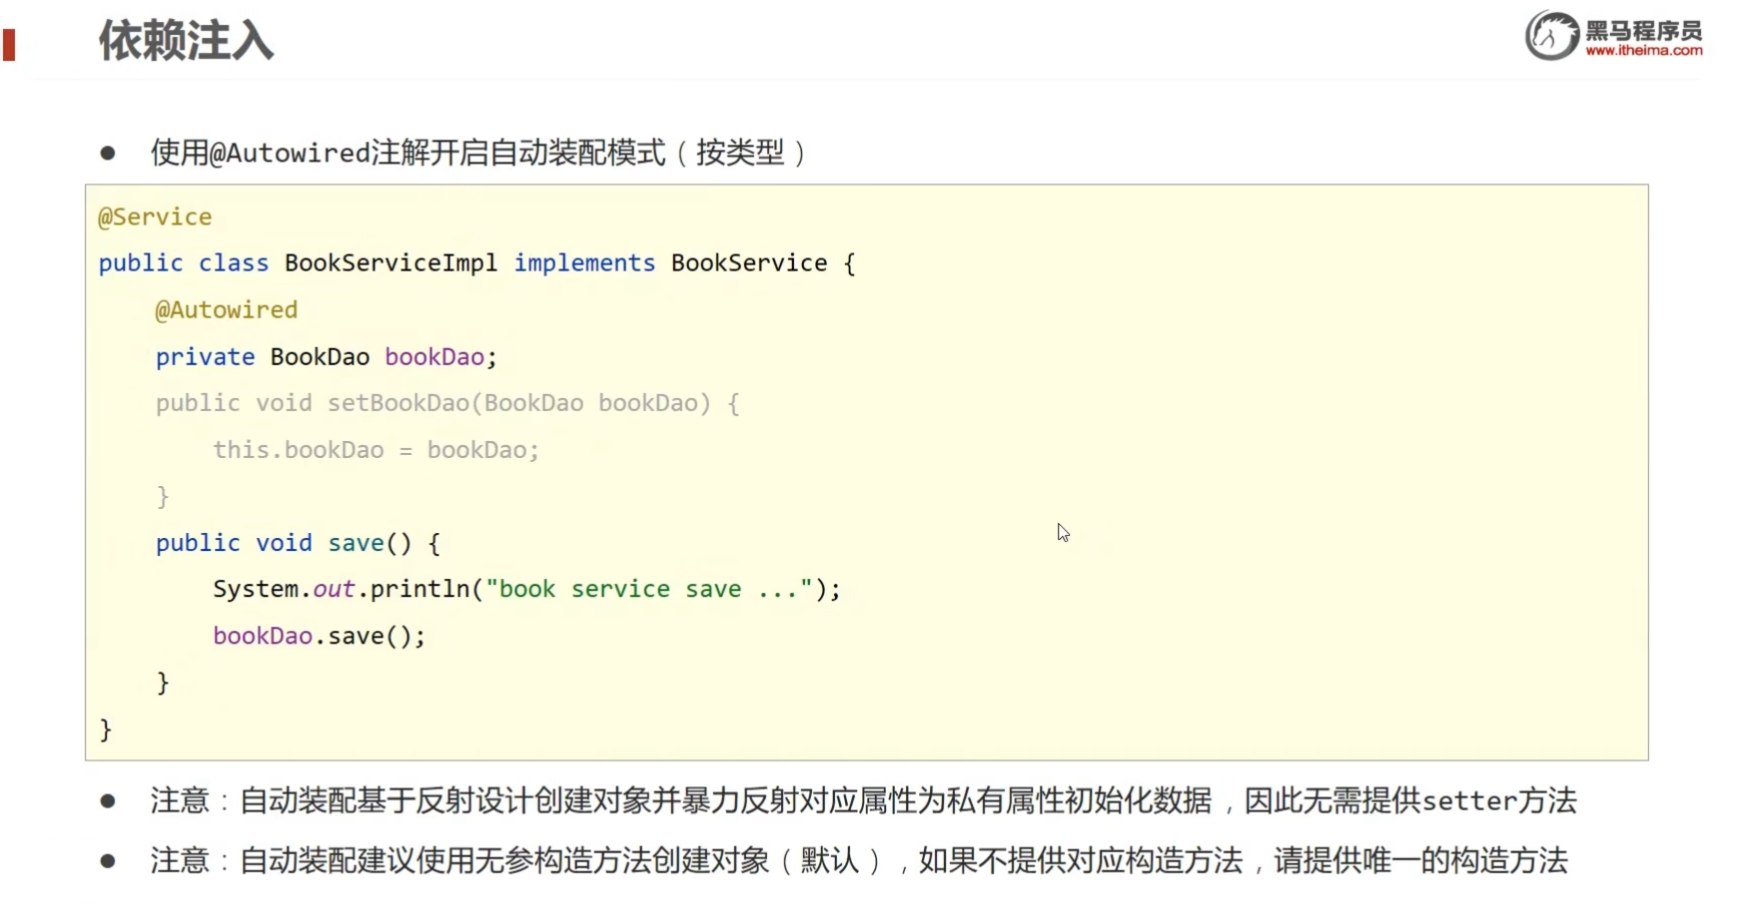 依赖注入
黑马程序员
www.itheima.com
● 使用@Autowired注解开启自动装配模式（按类型）
@Service
public class BookServiceImpl implements BookService {
    @Autowired
    private BookDao bookDao;
    public void setBookDao(BookDao bookDao) {
        this.bookDao = bookDao;
    }
    public void save() {
        System.out.println("book service save ...");
        bookDao.save();
    }
}
● 注意：自动装配基于反射设计创建对象并暴力反射对应属性为私有属性初始化数据，因此无需提供setter方法
● 注意：自动装配建议使用无参构造方法创建对象（默认），如果不提供对应构造方法，请提供唯一的构造方法